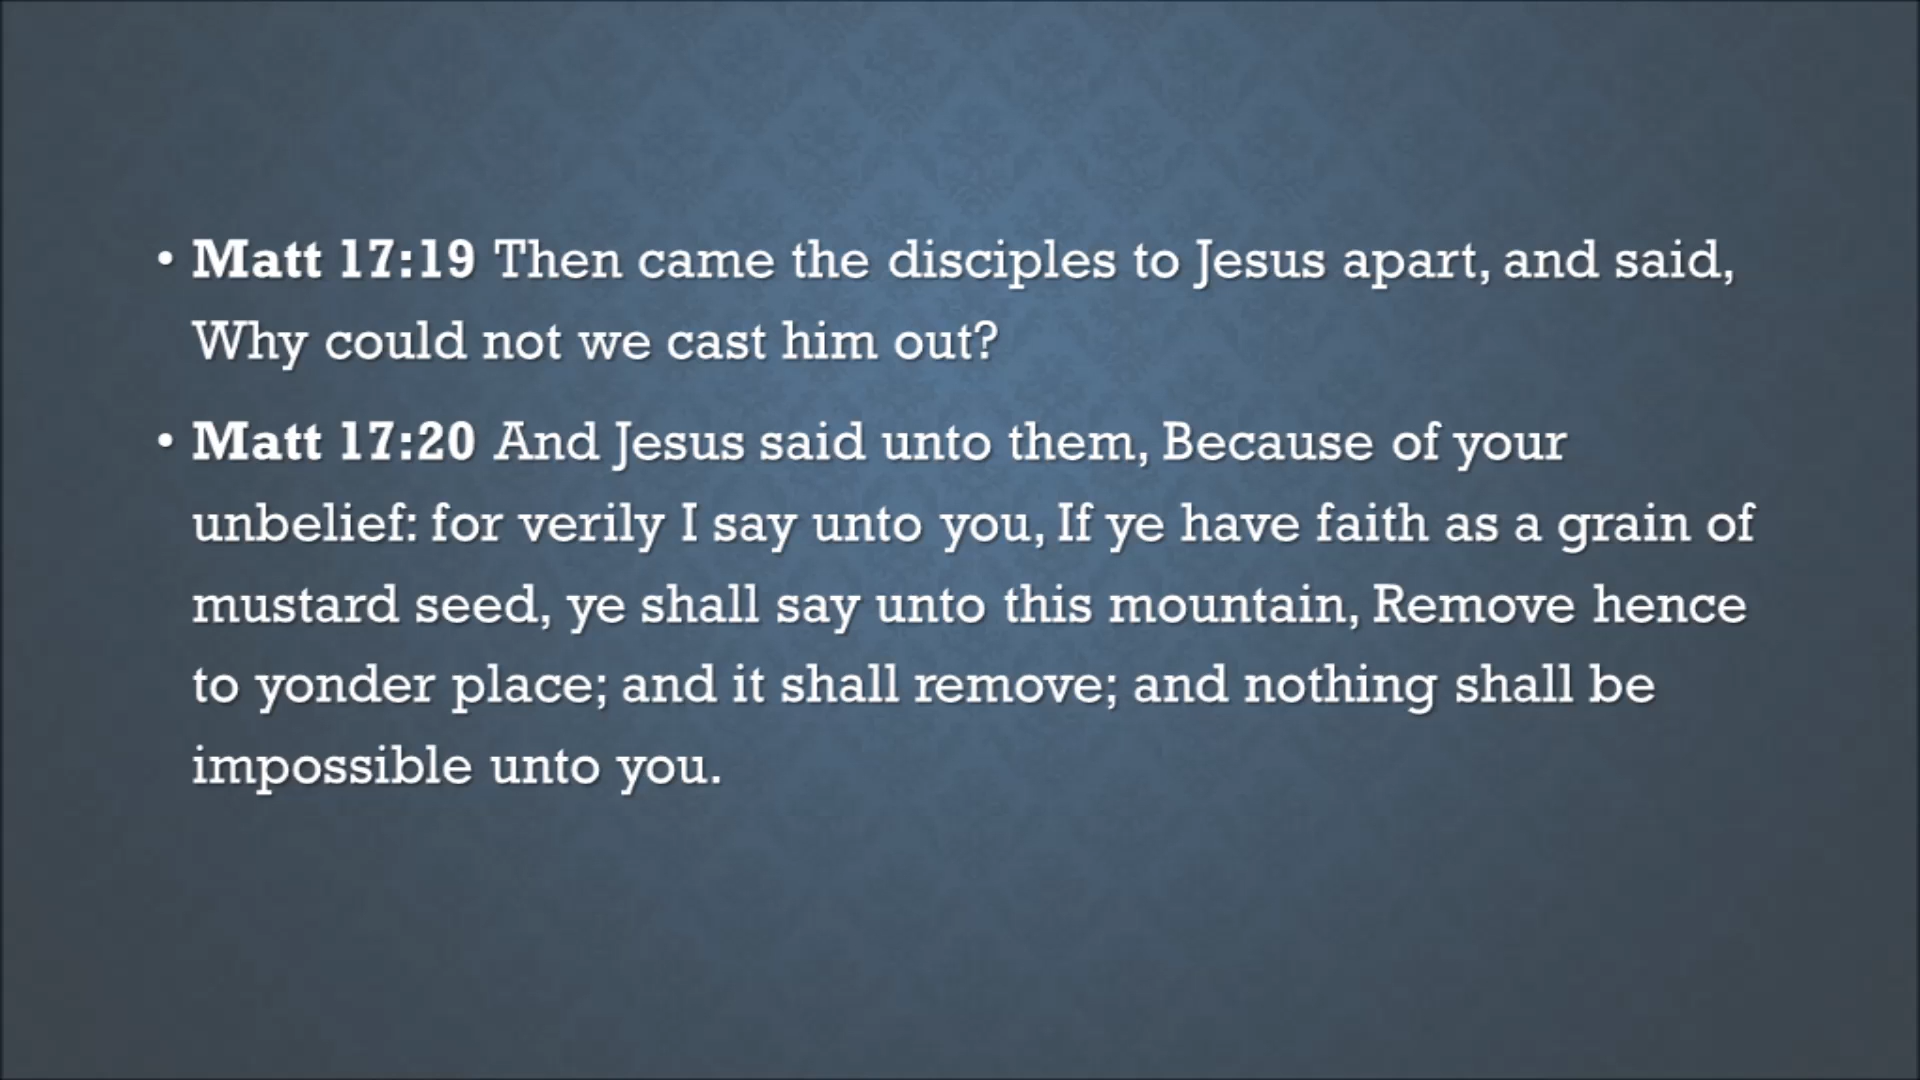 • Matt 17:19 Then came the disciples to Jesus apart, and said,
Why could not we cast him out?
• Matt 17:20 And Jesus said unto them, Because of your
unbelief: for verily I say unto you, If ye have faith as a grain of
mustard seed, ye shall say unto this mountain, Remove hence
to yonder place; and it shall remove; and nothing shall be
impossible unto you.